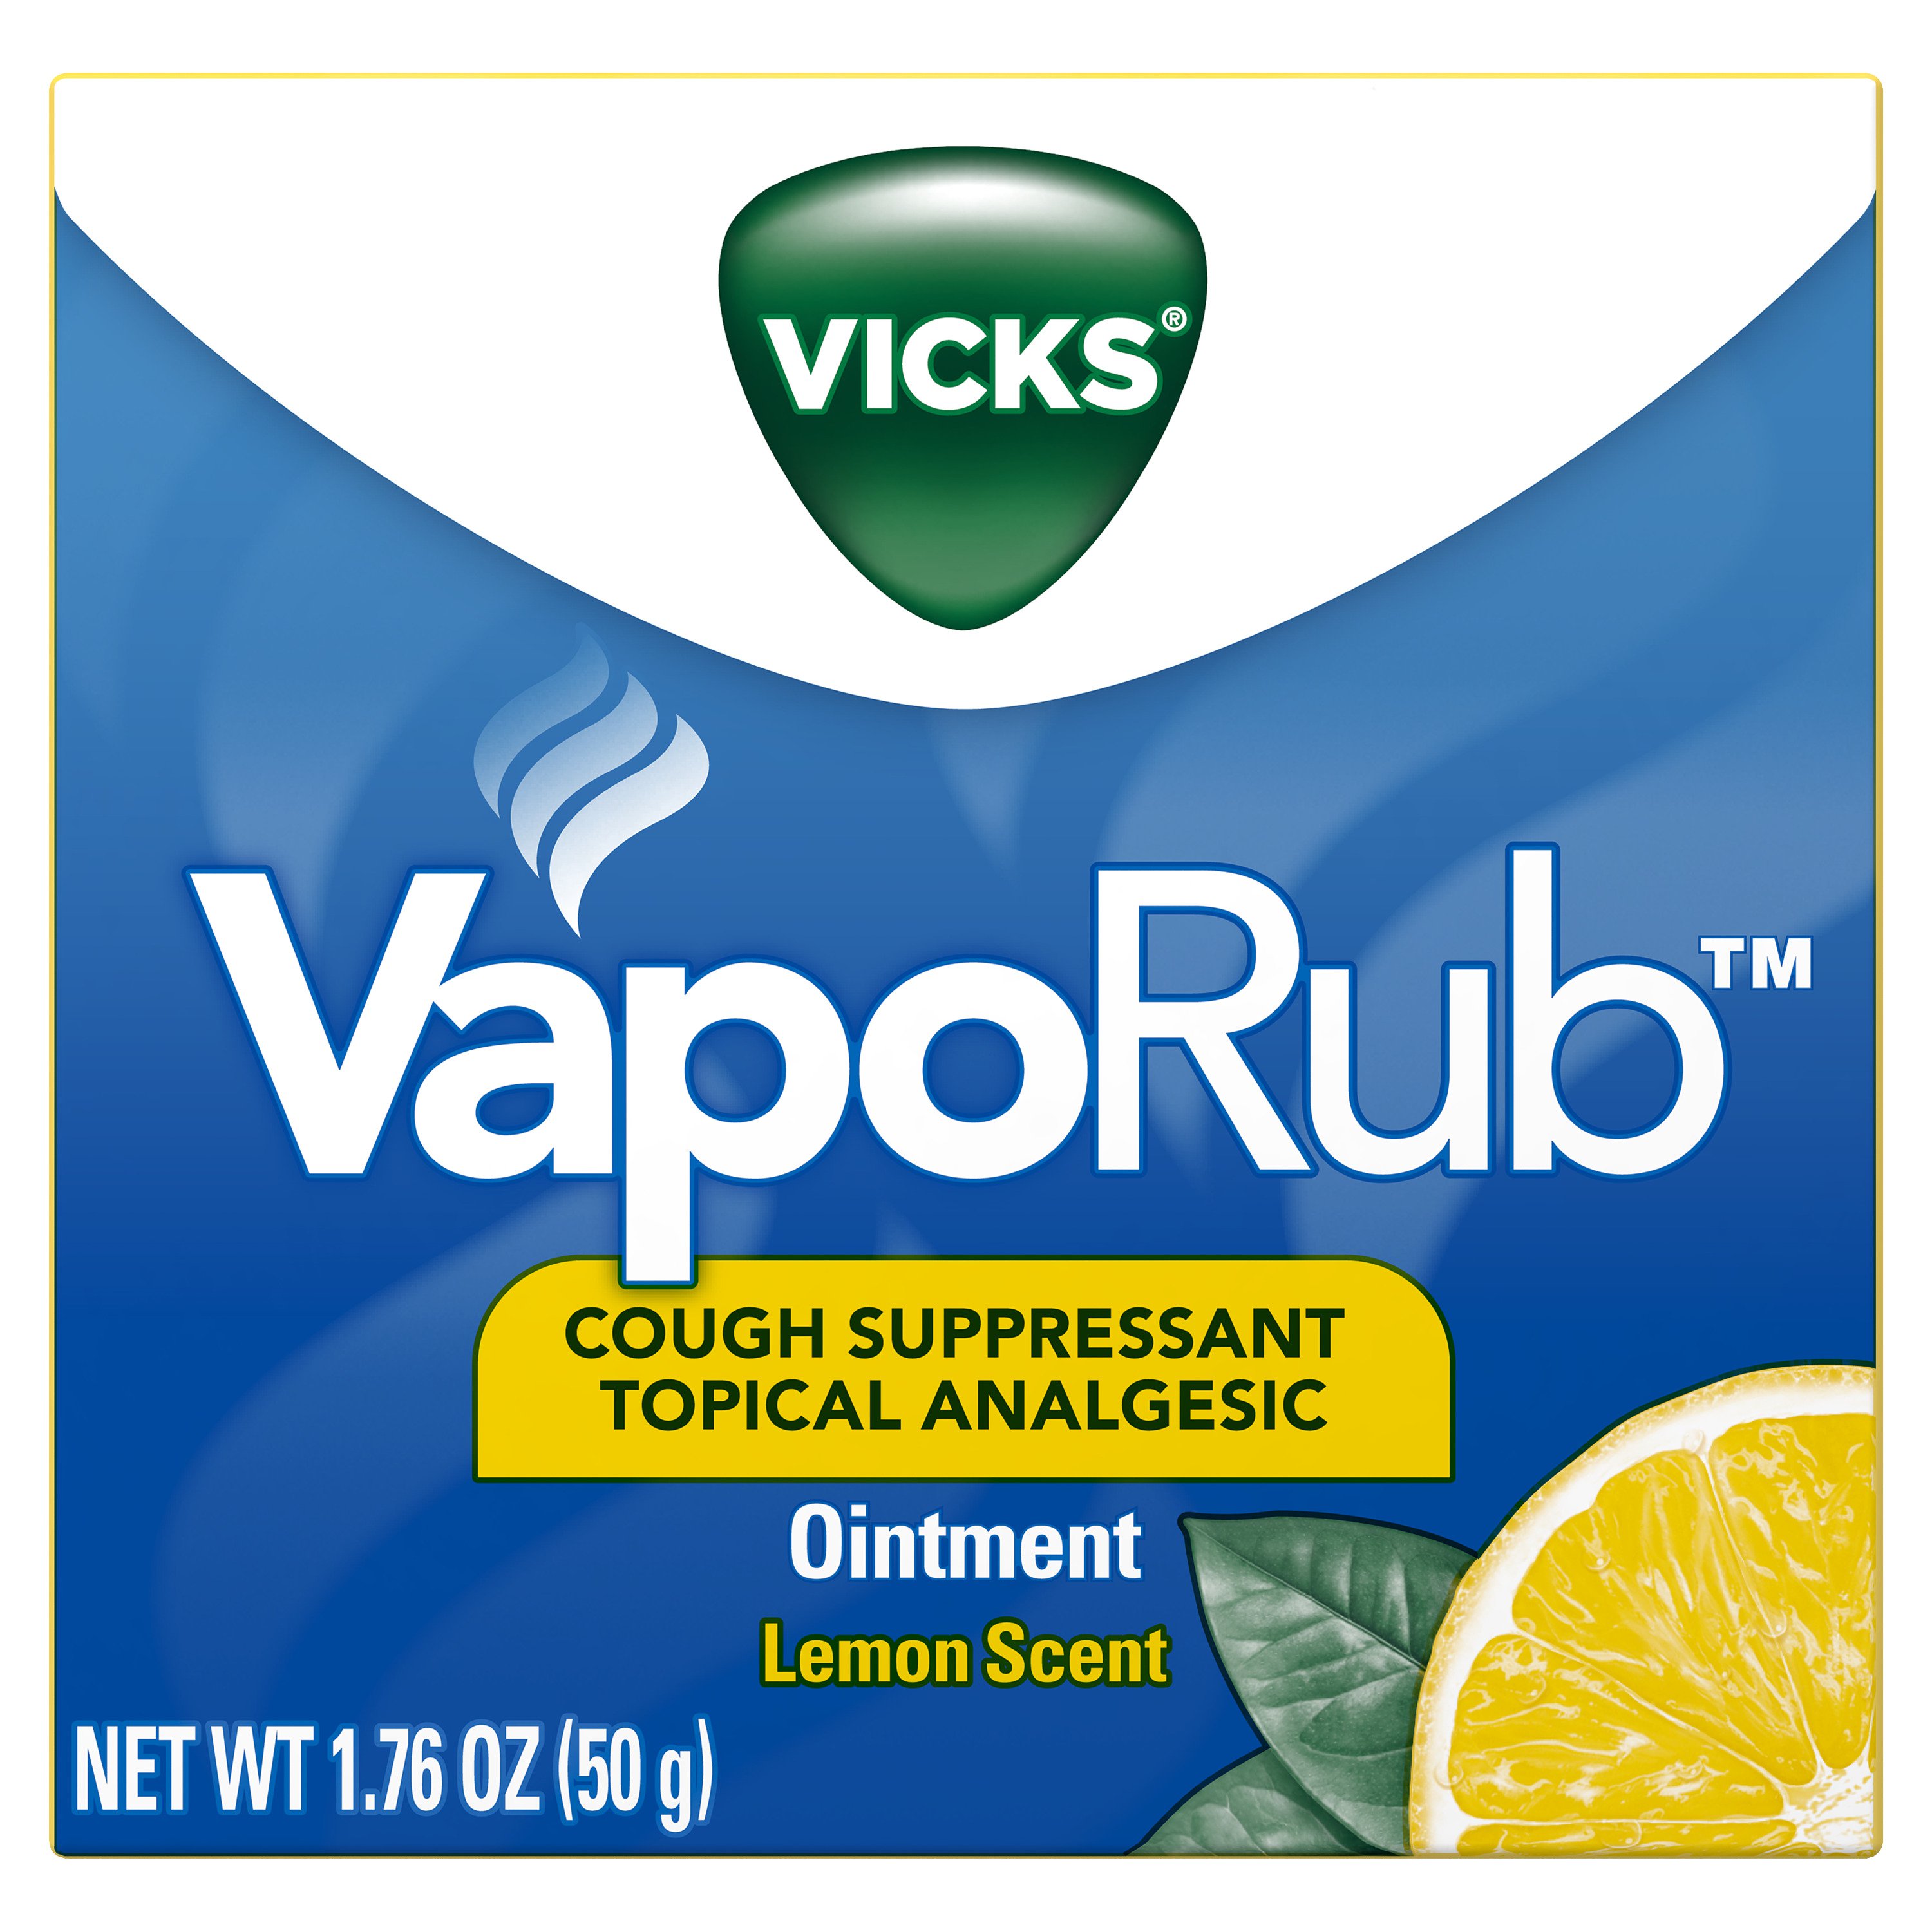 VICKS®
VapoRub™
COUGH SUPPRESSANT
TOPICAL ANALGESIC
Ointment
Lemon Scent
NET WT 1.76 OZ (50 g)